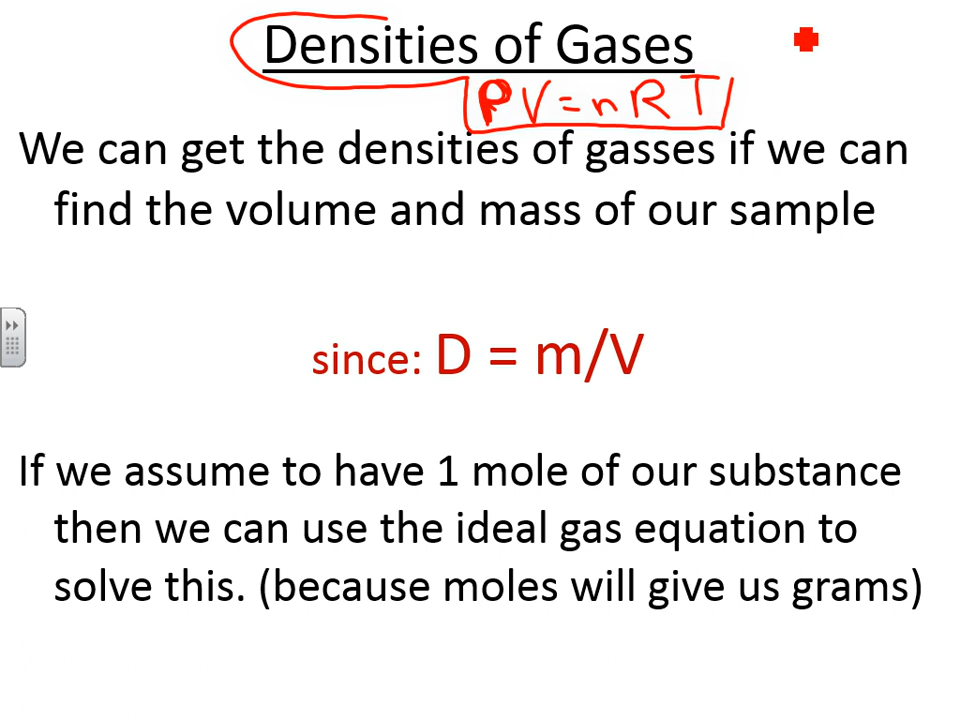 Densities of Gases
PV=nRT
We can get the densities of gasses if we can
find the volume and mass of our sample
since: D = m/V
If we assume to have 1 mole of our substance
then we can use the ideal gas equation to
solve this. (because moles will give us grams)